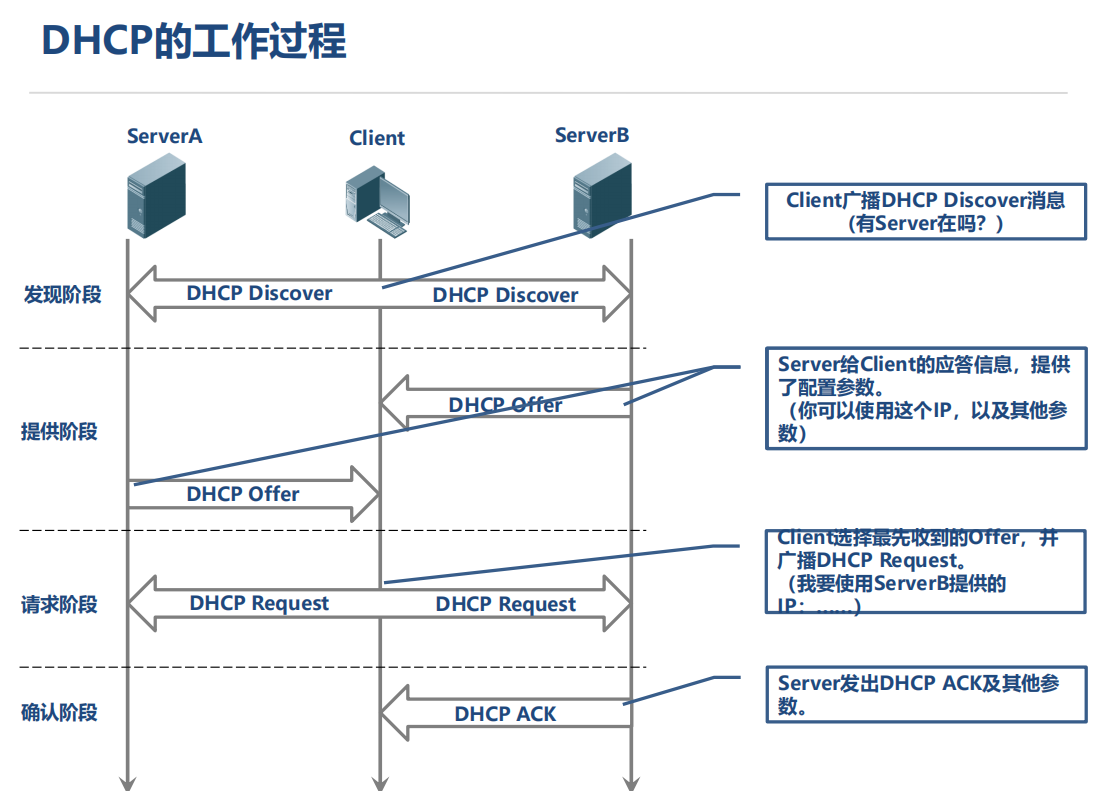 DHCP的工作过程
ServerA
Client
ServerB
Client广播DHCP Discover消息
（有Server在吗？）
发现阶段
DHCP Discover
DHCP Discover
提供阶段
DHCP Offer
DHCP Offer
Server给Client的应答信息，提供
了配置参数。
（你可以使用这个IP，以及其他参
数）
请求阶段
DHCP Request
DHCP Request
Client选择最先收到的Offer，并
广播DHCP Request。
（我要使用ServerB提供的
IP：……）
确认阶段
DHCP ACK
Server发出DHCP ACK及其他参
数。